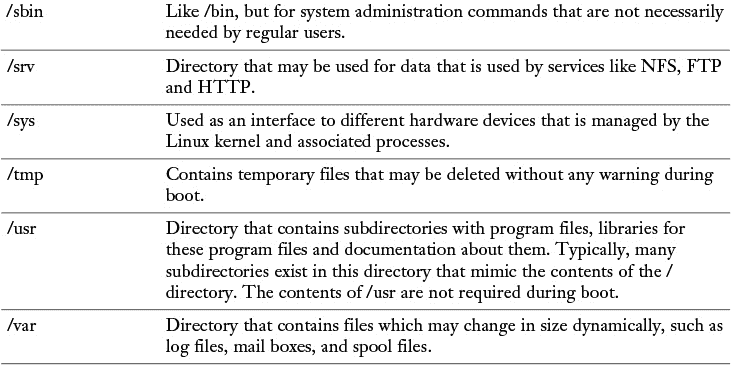 /sbin Like /bin, but for system administration commands that are not necessarily
needed by regular users.
/srv Directory that may be used for data that is used by services like NFS, FTP
and HTTP.
/sys Used as an interface to different hardware devices that is managed by the
Linux kernel and associated processes.
/tmp Contains temporary files that may be deleted without any warning during
boot.
/usr Directory that contains subdirectories with program files, libraries for
these program files and documentation about them. Typically, many
subdirectories exist in this directory that mimic the contents of the /
directory. The contents of /usr are not required during boot.
/var Directory that contains files which may change in size dynamically, such as
log files, mail boxes, and spool files.